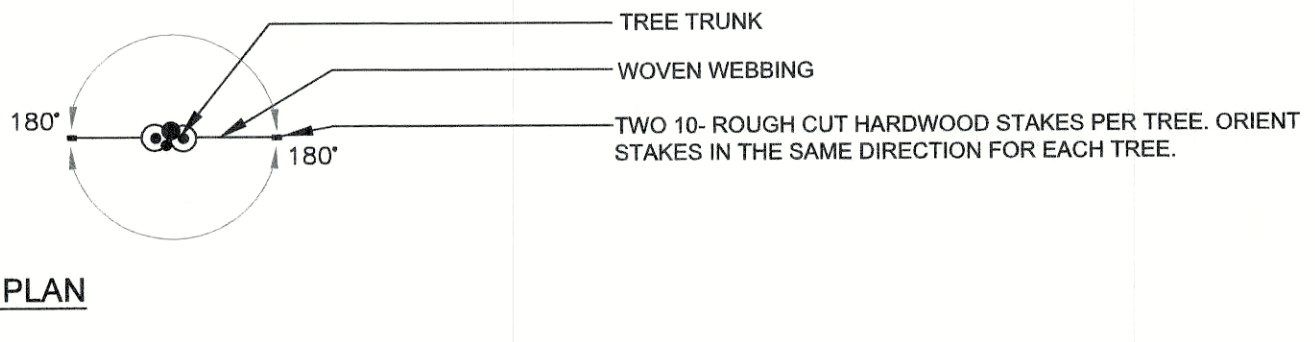 TREE TRUNK
WOVEN WEBBING
180°
180°
TWO 10- ROUGH CUT HARDWOOD STAKES PER TREE. ORIENT
STAKES IN THE SAME DIRECTION FOR EACH TREE.
PLAN